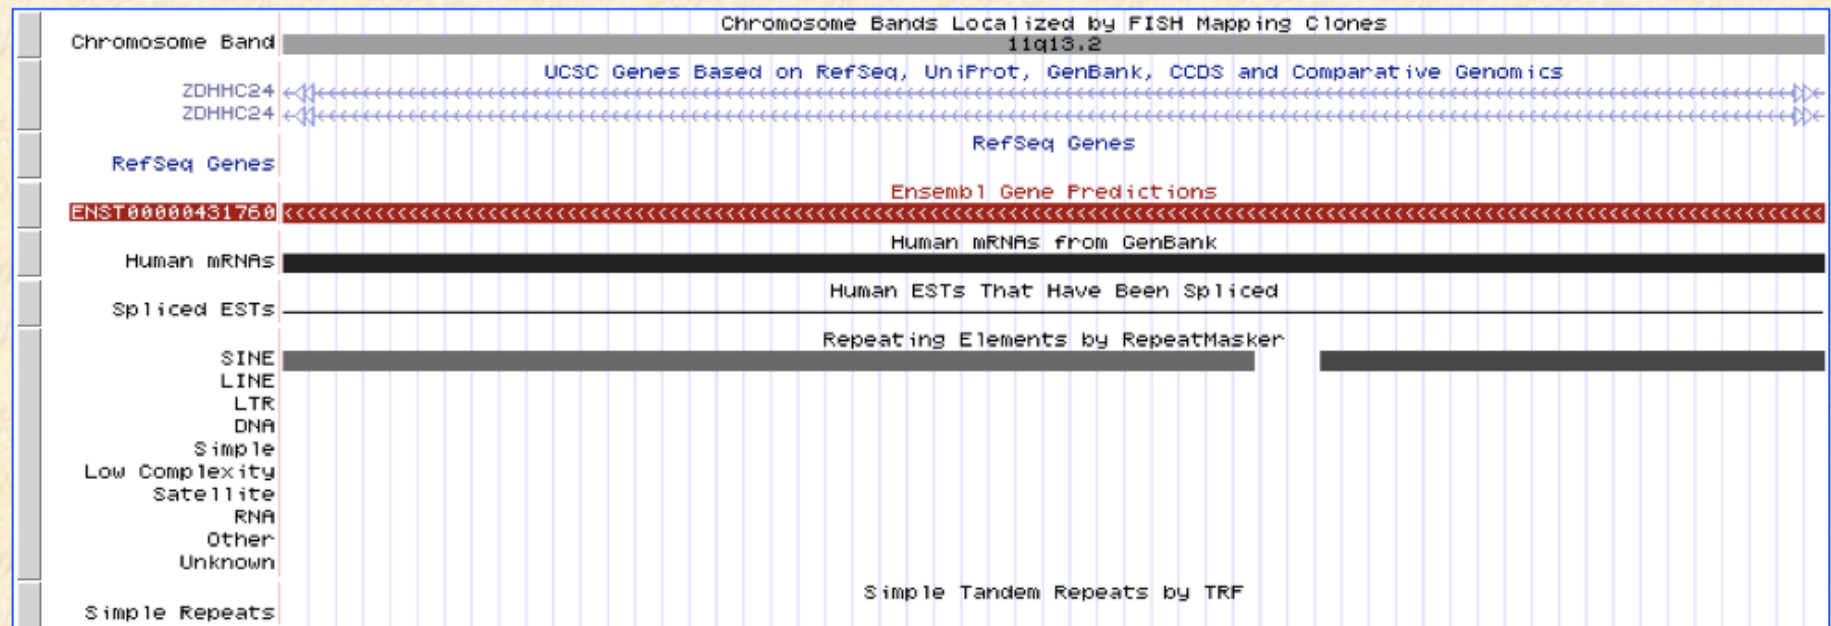 Chromosome Bands Localized by FISH Mapping Clones
Chromosome Band 11q13.2
UCSC Genes Based on RefSeq, UniProt, GenBank, CCDS and Comparative Genomics
ZDHHC24
ZDHHC24
RefSeq Genes
RefSeq Genes
Ensembl Gene Predictions
ENST00000431760
Human mRNAs from GenBank
Human mRNAs
Human ESTs That Have Been Spliced
Spliced ESTs
Repeating Elements by RepeatMasker
SINE
LINE
LTR
DNA
Simple
Low Complexity
Satellite
RNA
Other
Unknown
Simple Tandem Repeats by TRF
Simple Repeats